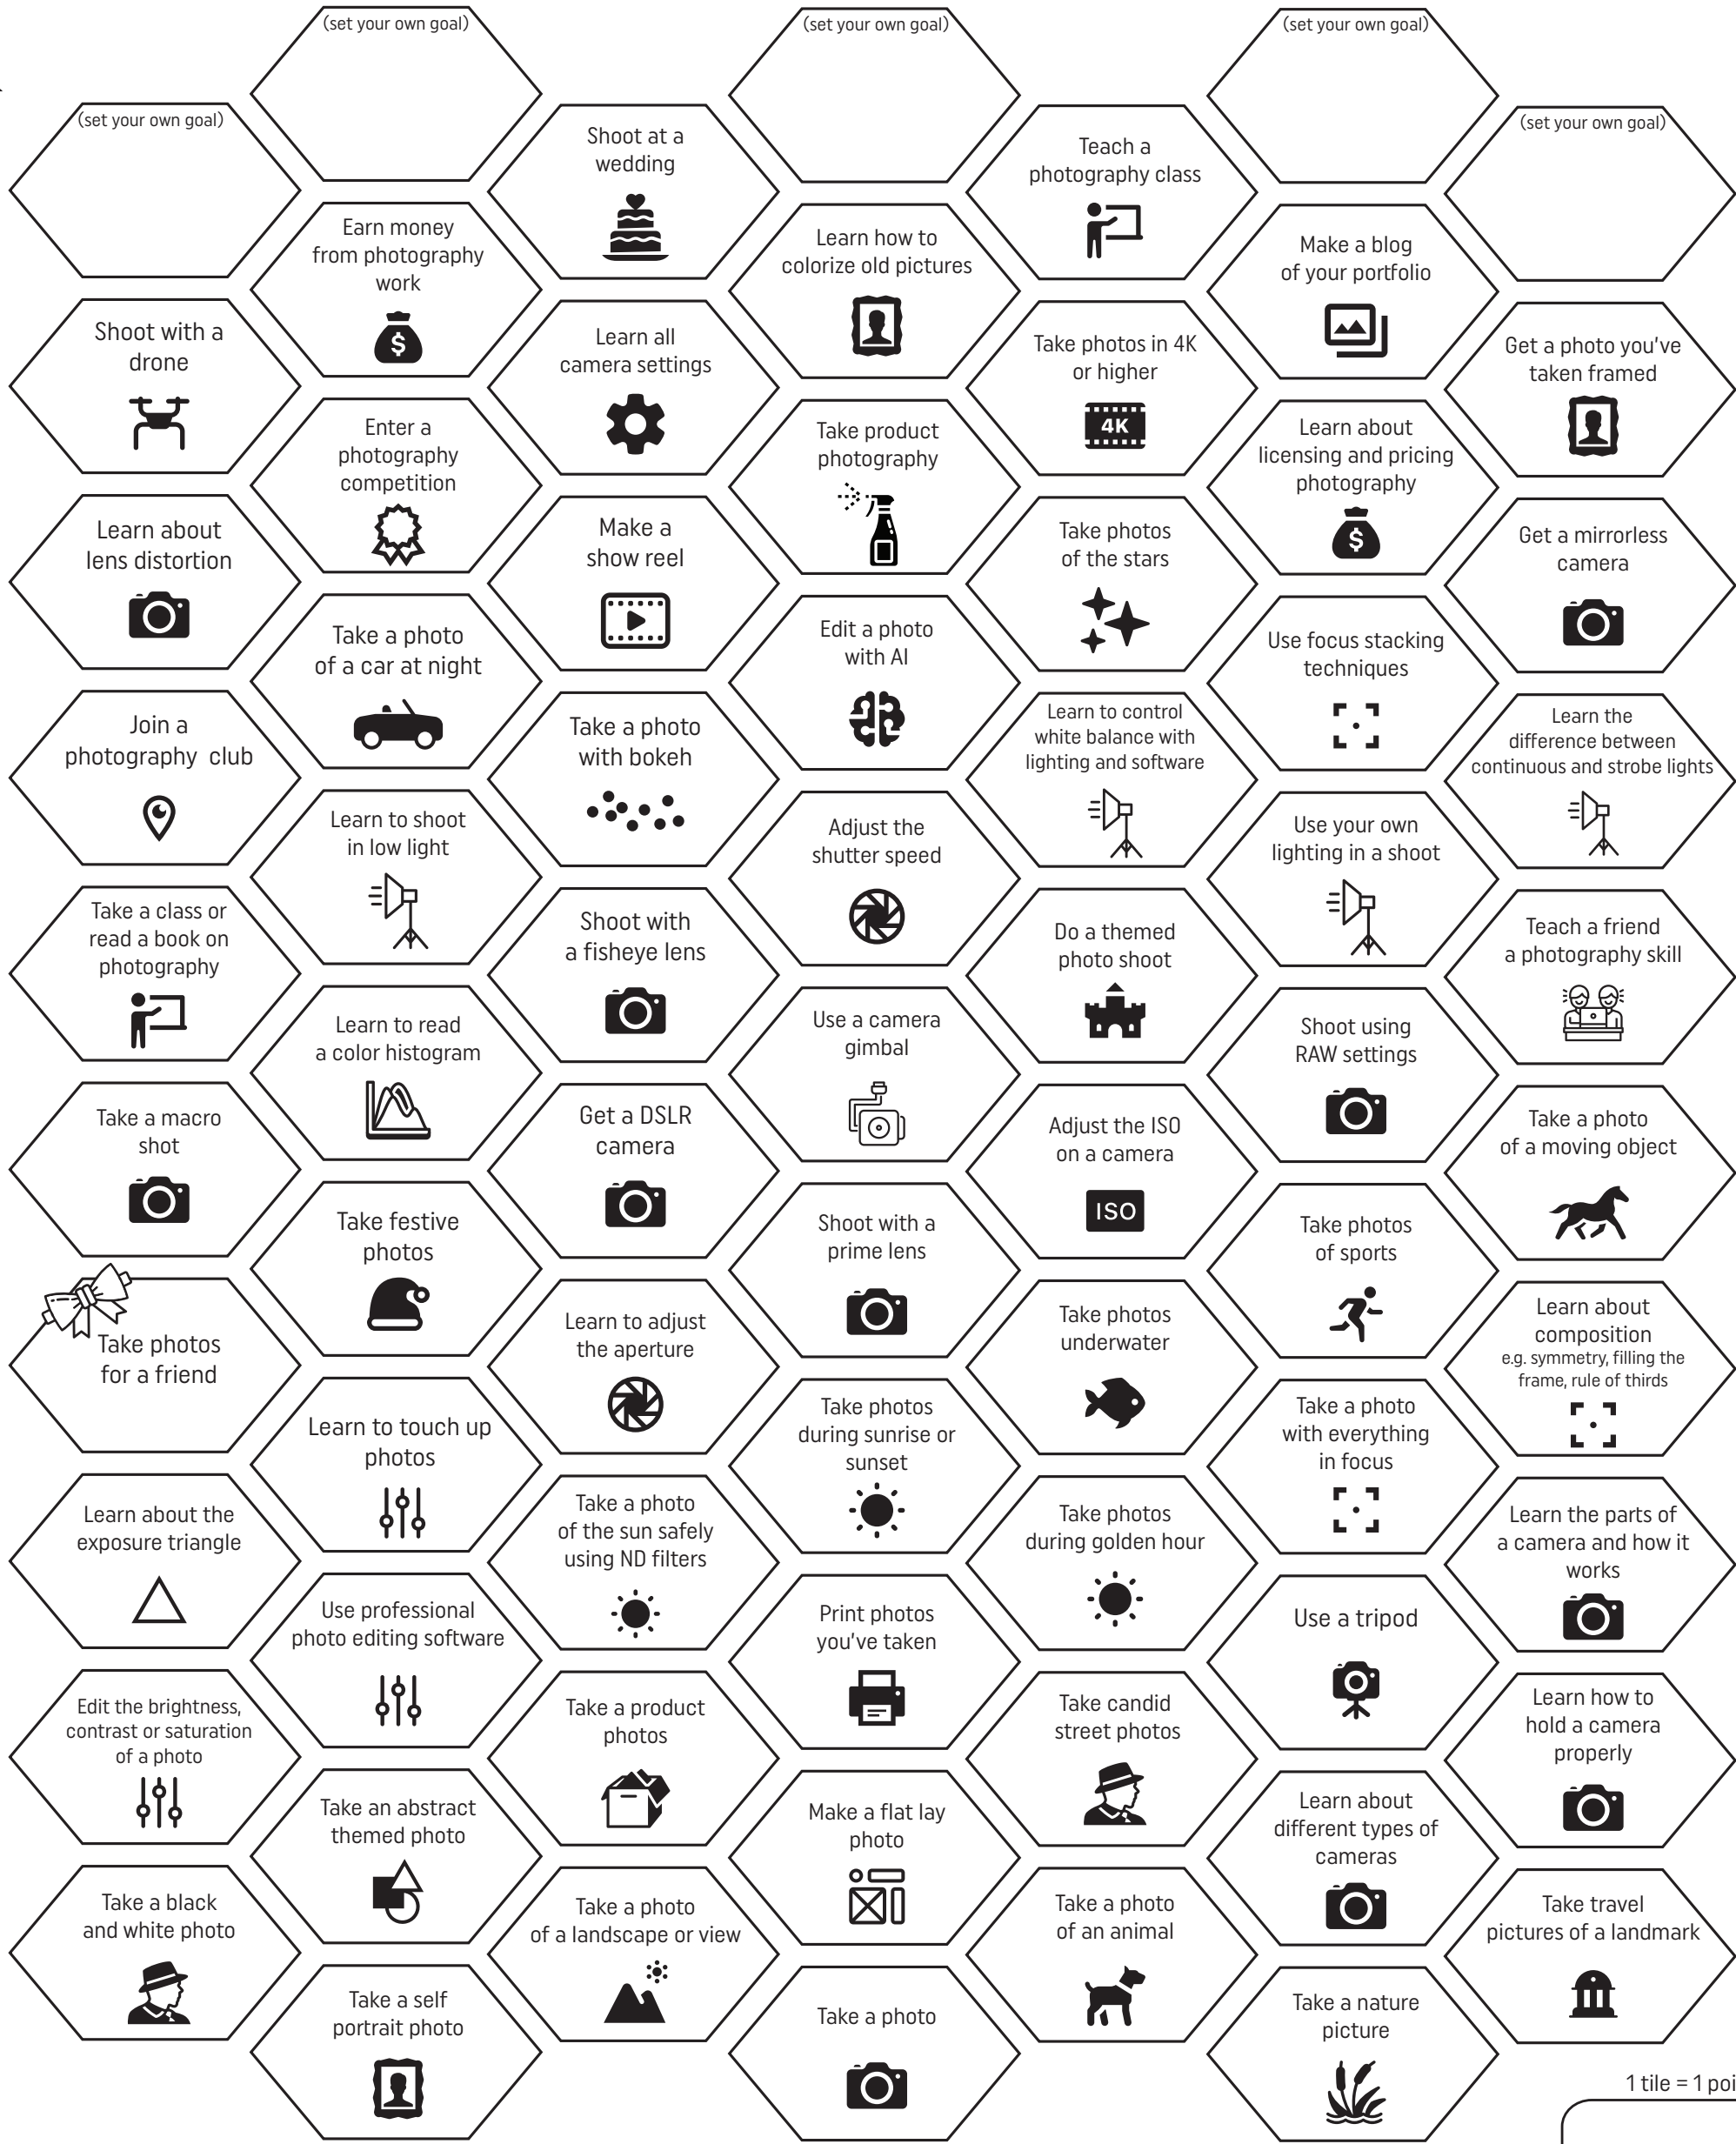 (set your own goal)
(set your own goal)
(set your own goal)
(set your own goal)
Shoot at a
wedding
Teach a
photography class
(set your own goal)
Earn money
from photography
work
Learn how to
colorize old pictures
Make a blog
of your portfolio
Shoot with a
drone
$
Learn all
camera settings
Take photos in 4K
or higher
4K
Get a photo you've
taken framed
Enter a
photography
competition
Take product
photography
Learn about
licensing and pricing
photography
$
Learn about
lens distortion
Make a
show reel
Take photos
of the stars
Get a mirrorless
camera
Take a photo
of a car at night
Edit a photo
with AI
Use focus stacking
techniques
Join a
photography club
Take a photo
with bokeh
Learn to control
white balance with
lighting and software
Learn the
difference between
continuous and strobe lights
Learn to shoot
in low light
Adjust the
shutter speed
Use your own
lighting in a shoot
Take a class or
read a book on
photography
Shoot with
a fisheye lens
Do a themed
photo shoot
Teach a friend
a photography skill
Learn to read
a color histogram
Use a camera
gimbal
Shoot using
RAW settings
Take a macro
shot
Get a DSLR
camera
Adjust the ISO
on a camera
ISO
Take a photo
of a moving object
Take festive
photos
Shoot with a
prime lens
Take photos
of sports
Take photos
for a friend
Learn to adjust
the aperture
Take photos
underwater
Learn about
composition
e.g. symmetry, filling the
frame, rule of thirds
Learn to touch up
photos
Take photos
during sunrise or
sunset
Take a photo
with everything
in focus
Learn about the
exposure triangle
Take a photo
of the sun safely
using ND filters
Take photos
during golden hour
Learn the parts of
a camera and how it
works
Use professional
photo editing software
Print photos
you've taken
Use a tripod
Edit the brightness,
contrast or saturation
of a photo
Take a product
photos
Take candid
street photos
Learn how to
hold a camera
properly
Take an abstract
themed photo
Make a flat lay
photo
Learn about
different types of
cameras
Take a black
and white photo
Take a photo
of a landscape or view
Take a photo
of an animal
Take travel
pictures of a landmark
Take a self
portrait photo
Take a photo
Take a nature
picture
1 tile = 1 poi